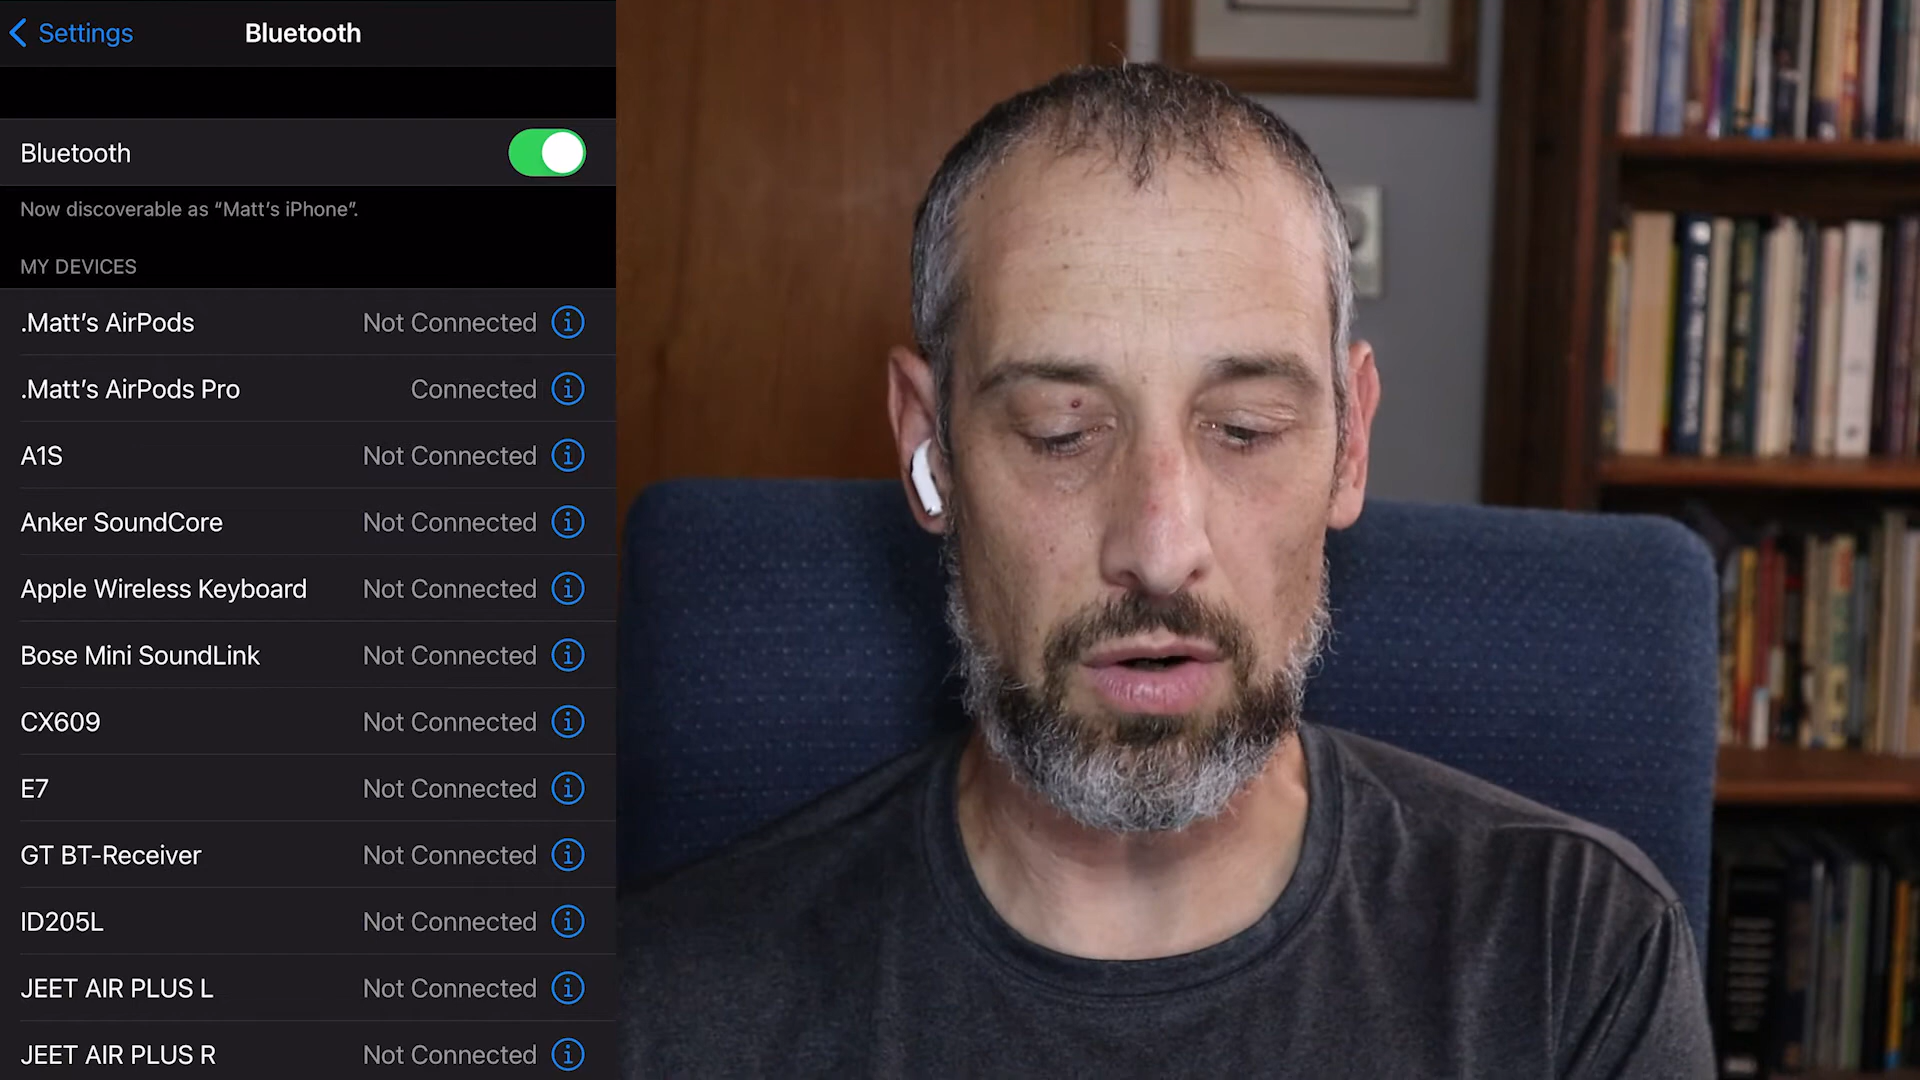 Settings
Bluetooth
Bluetooth
Now discoverable as “Matt’s iPhone”.
MY DEVICES
.Matt’s AirPods Not Connected
.Matt’s AirPods Pro Connected
A1S Not Connected
Anker SoundCore Not Connected
Apple Wireless Keyboard Not Connected
Bose Mini SoundLink Not Connected
CX609 Not Connected
E7 Not Connected
GT BT-Receiver Not Connected
ID205L Not Connected
JEET AIR PLUS L Not Connected
JEET AIR PLUS R Not Connected